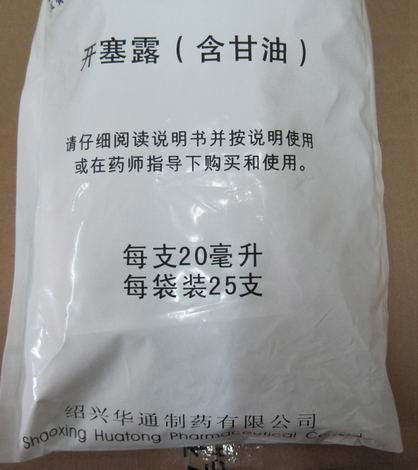 开塞露（含甘油）
请仔细阅读说明书并按说明使用
或在药师指导下购买和使用。
每支20毫升
每袋装25支
绍兴华通制药有限公司
Shaoxing Huatong Pharmaceutical